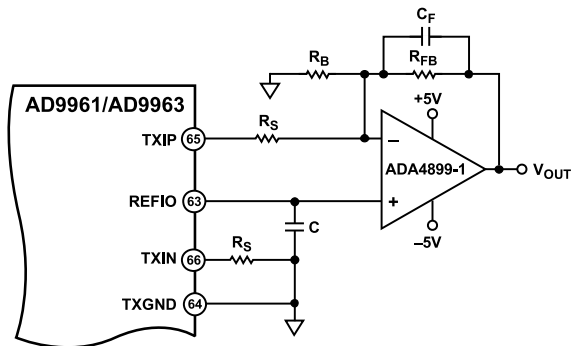 C_F
R_B
R_FB
AD9961/AD9963
+5V
TXIP 65
R_S
–
ADA4899-1
V_OUT
REFIO 63
+
C
–5V
TXIN 66
R_S
TXGND 64